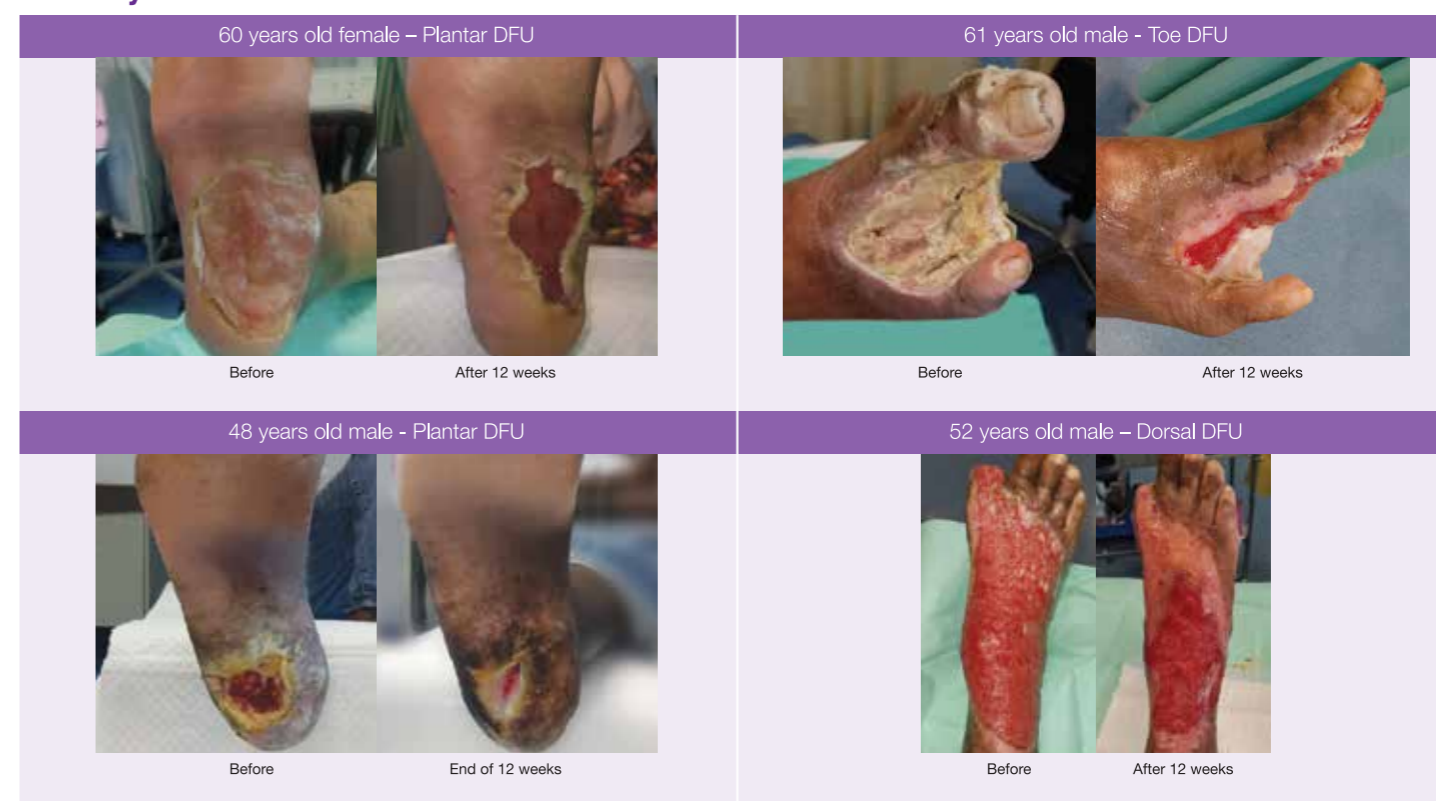 60 years old female – Plantar DFU
61 years old male - Toe DFU
Before
After 12 weeks
Before
After 12 weeks
48 years old male - Plantar DFU
52 years old male – Dorsal DFU
Before
End of 12 weeks
Before
After 12 weeks